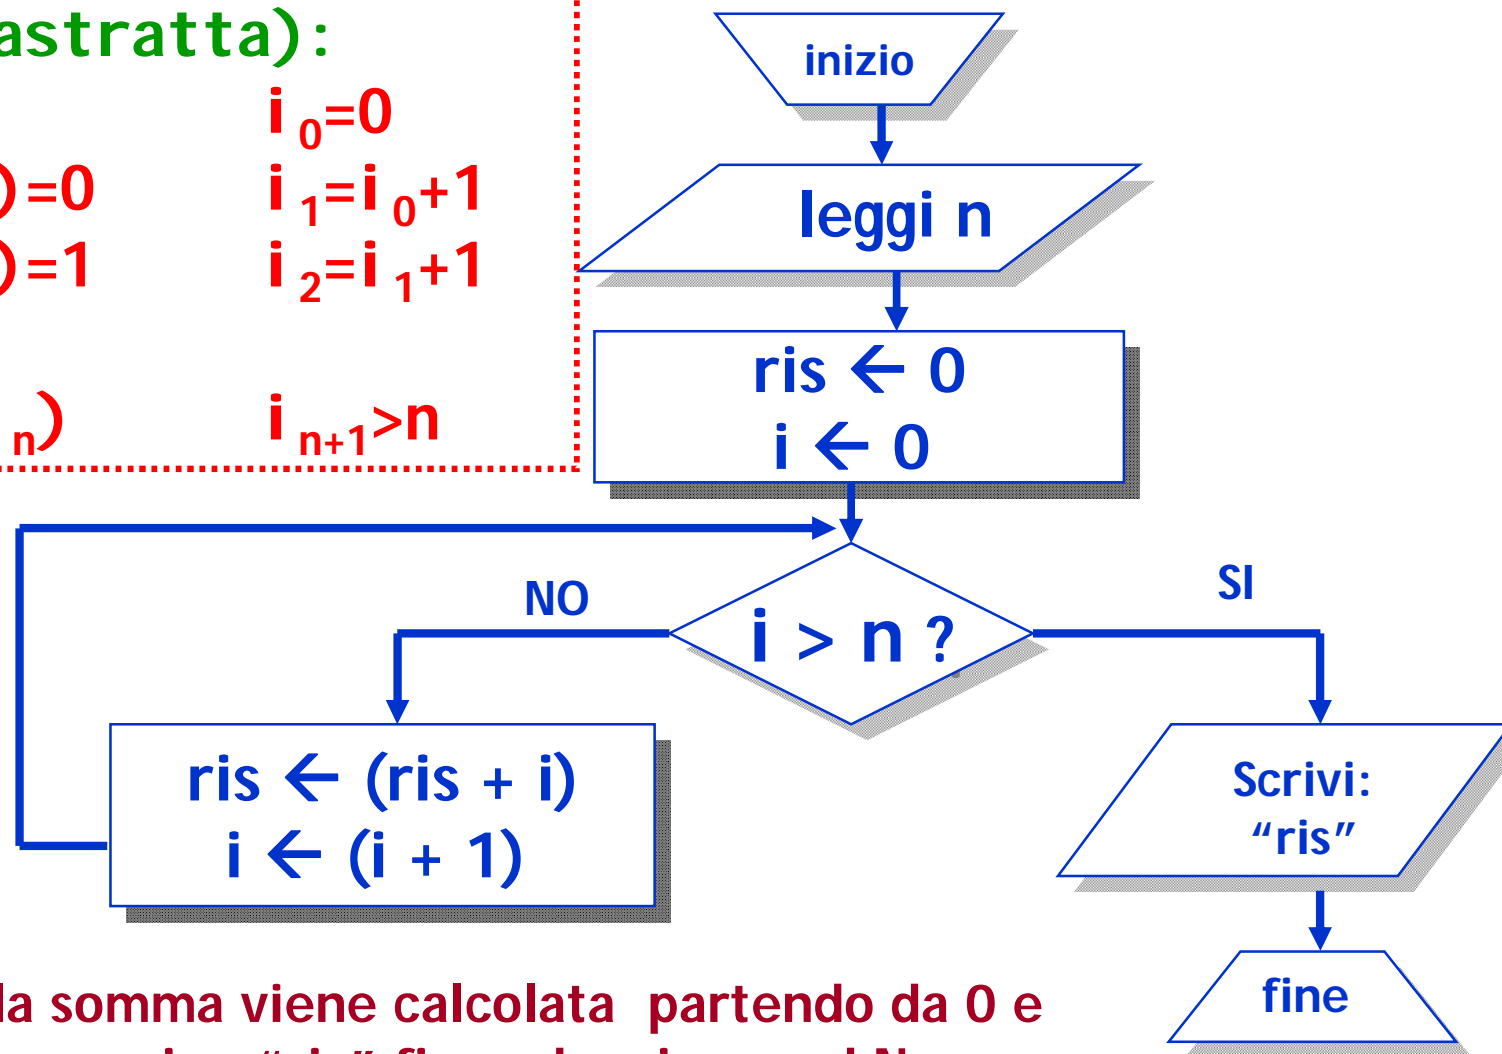 astratta):
i 0=0
)=0 i 1=i 0+1
)=1 i 2=i 1+1
n) i n+1>n
inizio
leggi n
ris ← 0
i ← 0
i > n ?
NO
SI
ris ← (ris + i)
i ← (i + 1)
Scrivi:
“ris”
fine
la somma viene calcolata partendo da 0 e